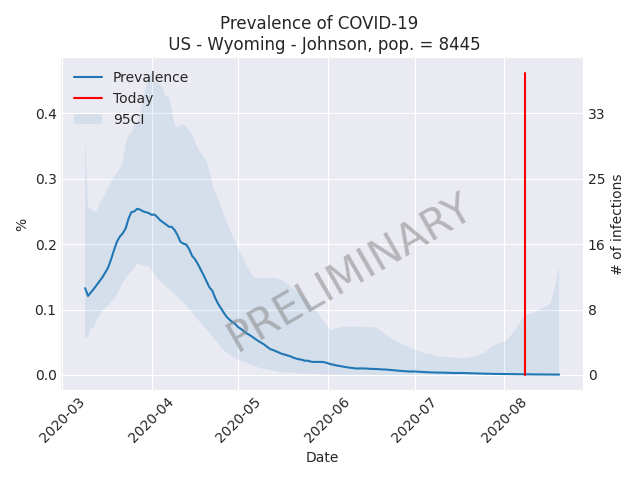 Prevalence of COVID-19
US - Wyoming - Johnson, pop. = 8445
Prevalence
Today
95CI
0.4
0.3
0.2
0.1
0.0
%
33
25
16
8
0
# of infections
PRELIMINARY
2020-03
2020-04
2020-05
2020-06
2020-07
2020-08
Date